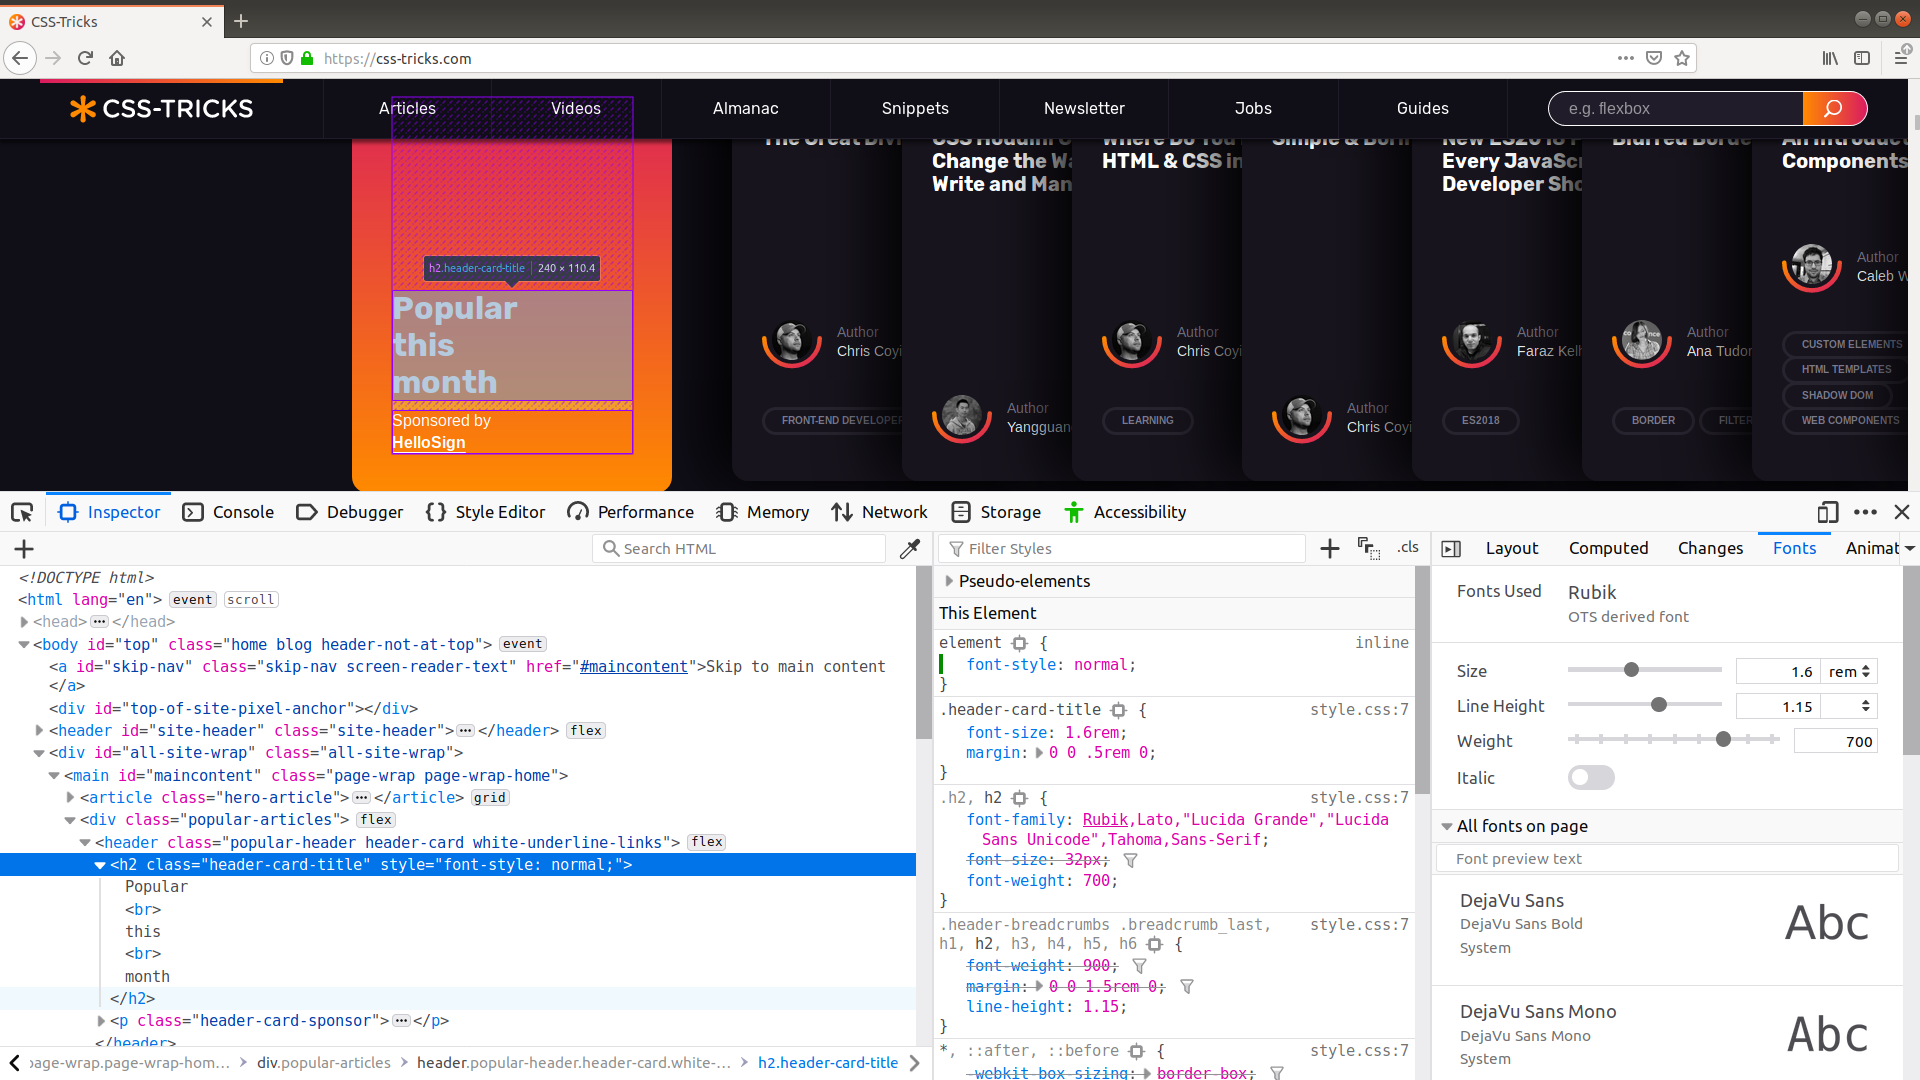 CSS-Tricks
https://css-tricks.com
CSS-TRICKS
Articles
Videos
Almanac
Snippets
Newsletter
Jobs
Guides
e.g. flexbox
h2.header-card-title 240 × 110.4
Popular
this
month
Sponsored by
HelloSign
The Great
Author
Chris Coyi
FRONT-END DEVELOPER
CSS Houdini
Change the Wa
Write and Man
Author
Yangguan
Where Do You
HTML & CSS in
Author
Chris Coyi
LEARNING
Simple &
Author
Chris Coyi
New ES2018
Every JavaScr
Developer Sho
Author
Faraz Kelh
ES2018
Blurred Borde
Author
Ana Tudor
BORDER
FILTER
An Introduct
Components
Author
Caleb W
CUSTOM ELEMENTS
HTML TEMPLATES
SHADOW DOM
WEB COMPONENTS
Inspector
Console
Debugger
Style Editor
Performance
Memory
Network
Storage
Accessibility
Search HTML
<!DOCTYPE html>
<html lang="en"> event scroll
<head> ••• </head>
<body id="top" class="home blog header-not-at-top"> event
<a id="skip-nav" class="skip-nav screen-reader-text" href="#maincontent">Skip to main content
</a>
<div id="top-of-site-pixel-anchor"></div>
<header id="site-header" class="site-header"> ••• </header> flex
<div id="all-site-wrap" class="all-site-wrap">
<main id="maincontent" class="page-wrap page-wrap-home">
<article class="hero-article"> ••• </article> grid
<div class="popular-articles"> flex
<header class="popular-header header-card white-underline-links"> flex
<h2 class="header-card-title" style="font-style: normal;">
Popular
<br>
this
<br>
month
</h2>
<p class="header-card-sponsor"> ••• </p>
</header>
page-wrap.page-wrap-hom… > div.popular-articles > header.popular-header.header-card.white-… > h2.header-card-title
Filter Styles
.cls
Pseudo-elements
This Element
element { inline
font-style: normal;
}
.header-card-title { style.css:7
font-size: 1.6rem;
margin: 0 0 .5rem 0;
}
.h2, h2 { style.css:7
font-family: Rubik,Lato,"Lucida Grande","Lucida
Sans Unicode",Tahoma,Sans-Serif;
font-size: 32px;
font-weight: 700;
}
.header-breadcrumbs .breadcrumb_last, style.css:7
h1, h2, h3, h4, h5, h6 {
font-weight: 900;
margin: 0 0 1.5rem 0;
line-height: 1.15;
}
*, ::after, ::before { style.css:7
-webkit-box-sizing: border-box;
Layout
Computed
Changes
Fonts
Animat
Fonts Used
Rubik
OTS derived font
Size 1.6 rem
Line Height 1.15
Weight 700
Italic
All fonts on page
Font preview text
DejaVu Sans
DejaVu Sans Bold
System
Abc
DejaVu Sans Mono
DejaVu Sans Mono
System
Abc